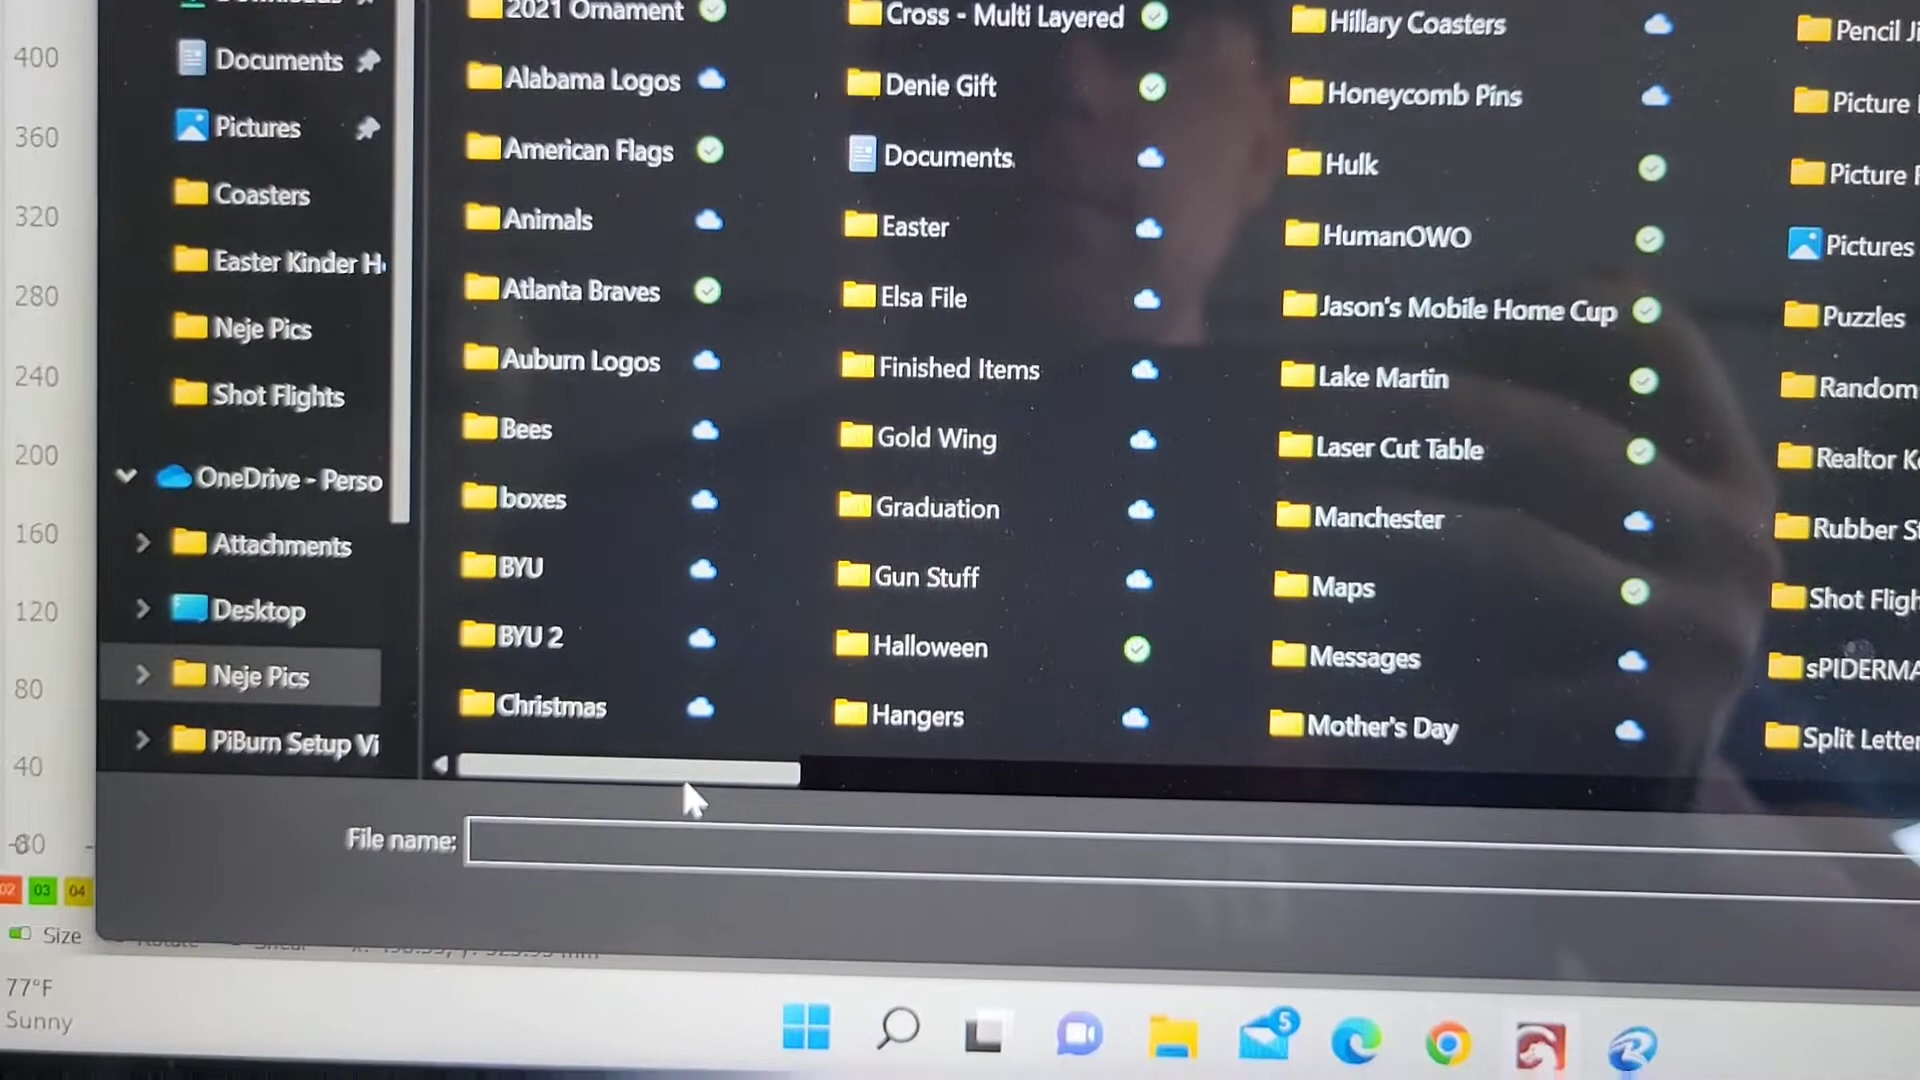 400
360
320
280
240
200
160
120
80
40
02 03 04
Size
77°F
Sunny
Documents
Pictures
Coasters
Easter Kinder H
Neje Pics
Shot Flights
OneDrive - Perso
Attachments
Desktop
Neje Pics
PiBurn Setup Vi
2021 Ornament
Alabama Logos
American Flags
Animals
Atlanta Braves
Auburn Logos
Bees
boxes
BYU
BYU 2
Christmas
Cross - Multi Layered
Denie Gift
Documents
Easter
Elsa File
Finished Items
Gold Wing
Graduation
Gun Stuff
Halloween
Hangers
Hillary Coasters
Honeycomb Pins
Hulk
HumanOWO
Jason's Mobile Home Cup
Lake Martin
Laser Cut Table
Manchester
Maps
Messages
Mother's Day
Pencil Ji
Picture
Picture
Pictures
Puzzles
Random
Realtor K
Rubber S
Shot Fligh
sPIDERMA
Split Letter
File name:
5